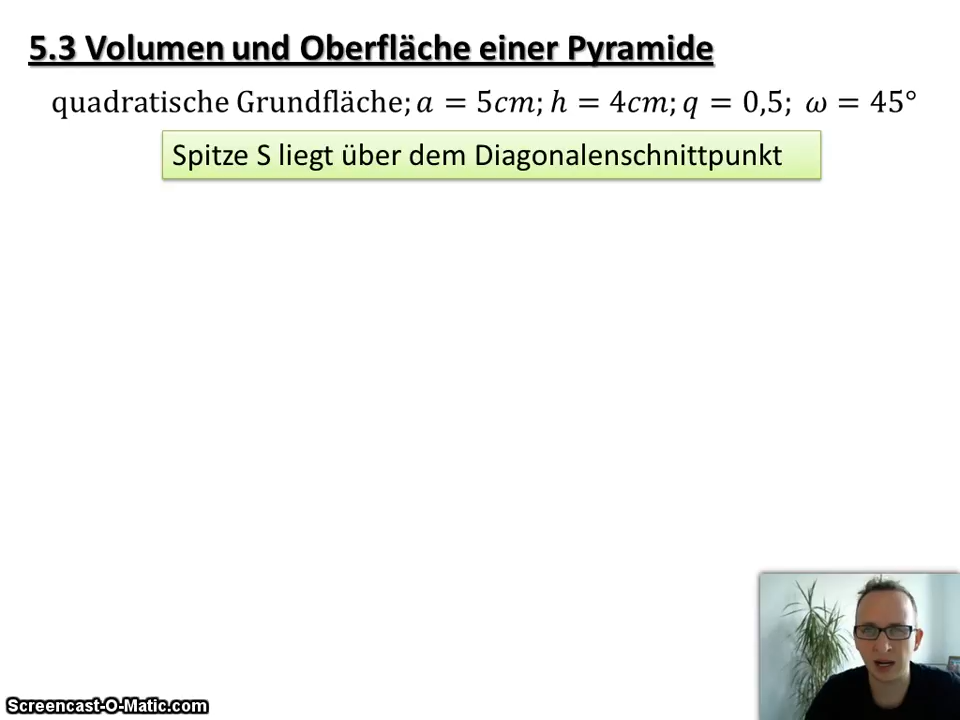 5.3 Volumen und Oberfläche einer Pyramide
quadratische Grundfläche; a = 5cm; h = 4cm; q = 0,5; ω = 45°
Spitze S liegt über dem Diagonalenschnittpunkt
Screencast-O-Matic.com